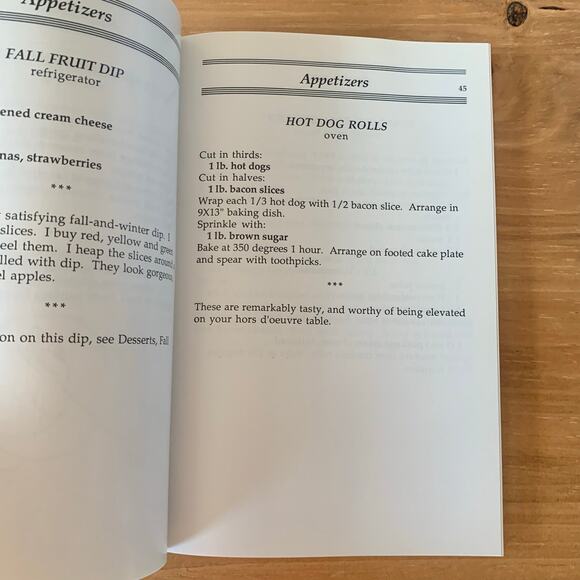 Appetizers
FALL FRUIT DIP
refrigerator
ened cream cheese
nas, strawberries
***
satisfying fall-and-winter dip. I
slices. I buy red, yellow and green
eel them. I heap the slices around
lled with dip. They look gorgeous,
el apples.
***
on on this dip, see Desserts, Fall
Appetizers
45
HOT DOG ROLLS
oven
Cut in thirds:
1 lb. hot dogs
Cut in halves:
1 lb. bacon slices
Wrap each 1/3 hot dog with 1/2 bacon slice. Arrange in
9X13" baking dish.
Sprinkle with:
1 lb. brown sugar
Bake at 350 degrees 1 hour. Arrange on footed cake plate
and spear with toothpicks.
***
These are remarkably tasty, and worthy of being elevated
on your hors d'oeuvre table.